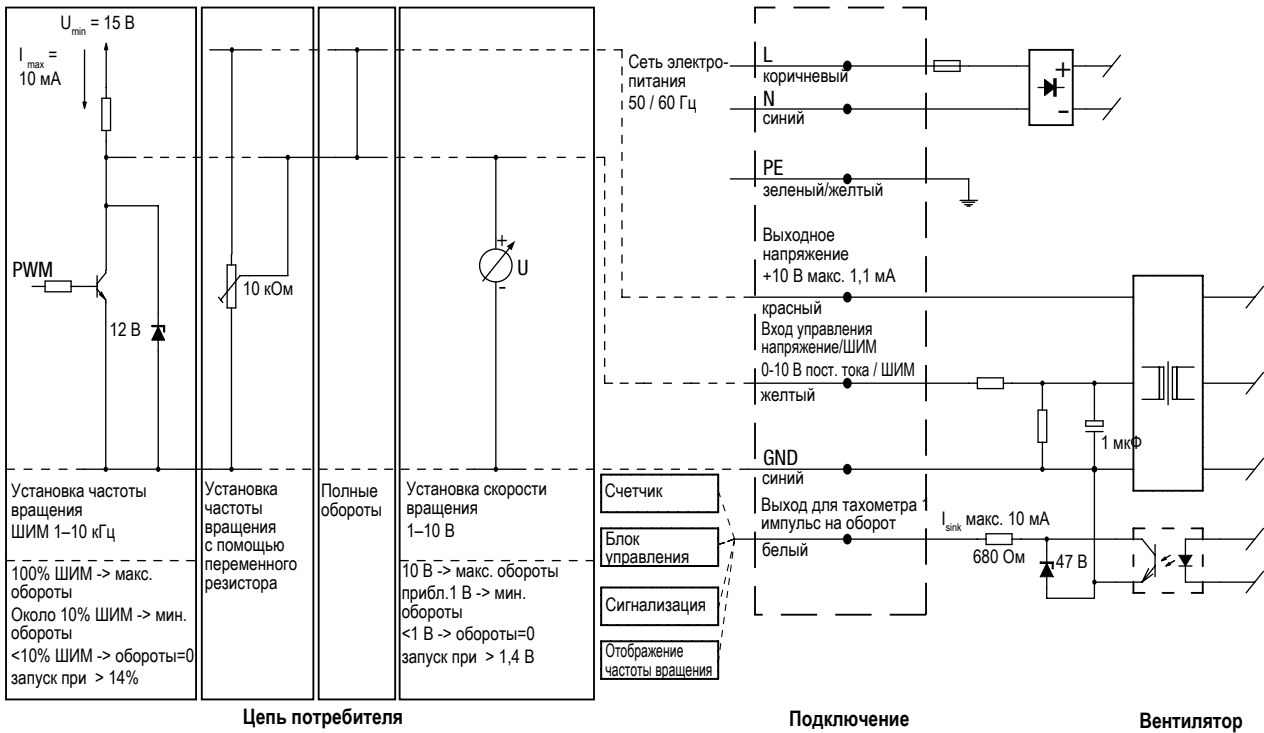 U min = 15 В
I max =
10 мА
PWM
12 В
Установка частоты
вращения
ШИМ 1–10 кГц
100% ШИМ -> макс.
обороты
Около 10% ШИМ -> мин.
обороты
<10% ШИМ -> обороты=0
запуск при > 14%
10 кОм
Установка
частоты
вращения
с помощью
переменного
резистора
Полные
обороты
+
U
-
Установка скорости
вращения
1–10 В
10 В -> макс. обороты
прибл.1 В -> мин.
обороты
<1 В -> обороты=0
запуск при > 1,4 В
Цепь потребителя
Сеть электро-
питания
50 / 60 Гц
Счетчик
Блок
управления
Сигнализация
Отображение
частоты вращения
L
коричневый
N
синий
PE
зеленый/желтый
Выходное
напряжение
+10 В макс. 1,1 мА
красный
Вход управления
напряжение/ШИМ
0-10 В пост. тока / ШИМ
желтый
GND
синий
Выход для тахометра 1
импульс на оборот
белый
Подключение
+
-
1 мкФ
I sink макс. 10 мА
680 Ом
47 В
Вентилятор